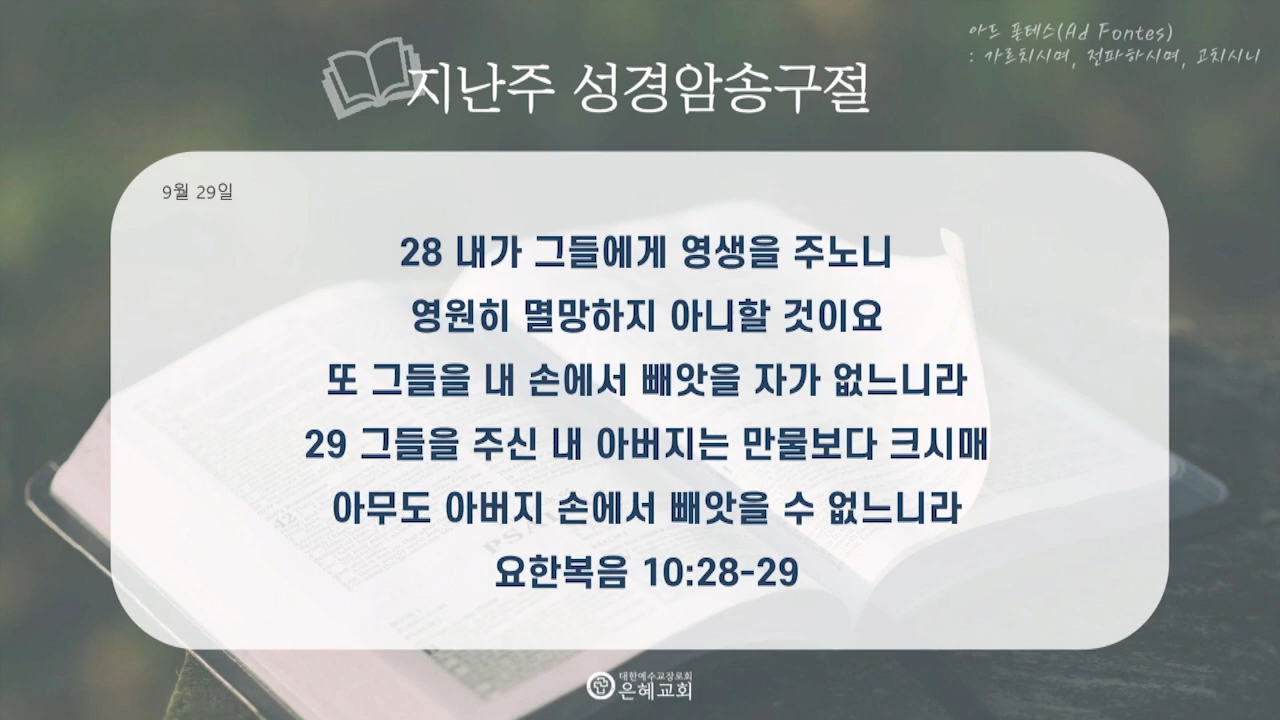 아드 폰테스(Ad Fontes)
: 가르치시며, 전파하시며, 고치시니
지난주 성경암송구절
9월 29일
28 내가 그들에게 영생을 주노니
영원히 멸망하지 아니할 것이요
또 그들을 내 손에서 빼앗을 자가 없느니라
29 그들을 주신 내 아버지는 만물보다 크시매
아무도 아버지 손에서 빼앗을 수 없느니라
요한복음 10:28-29
대한예수교장로회
은혜교회